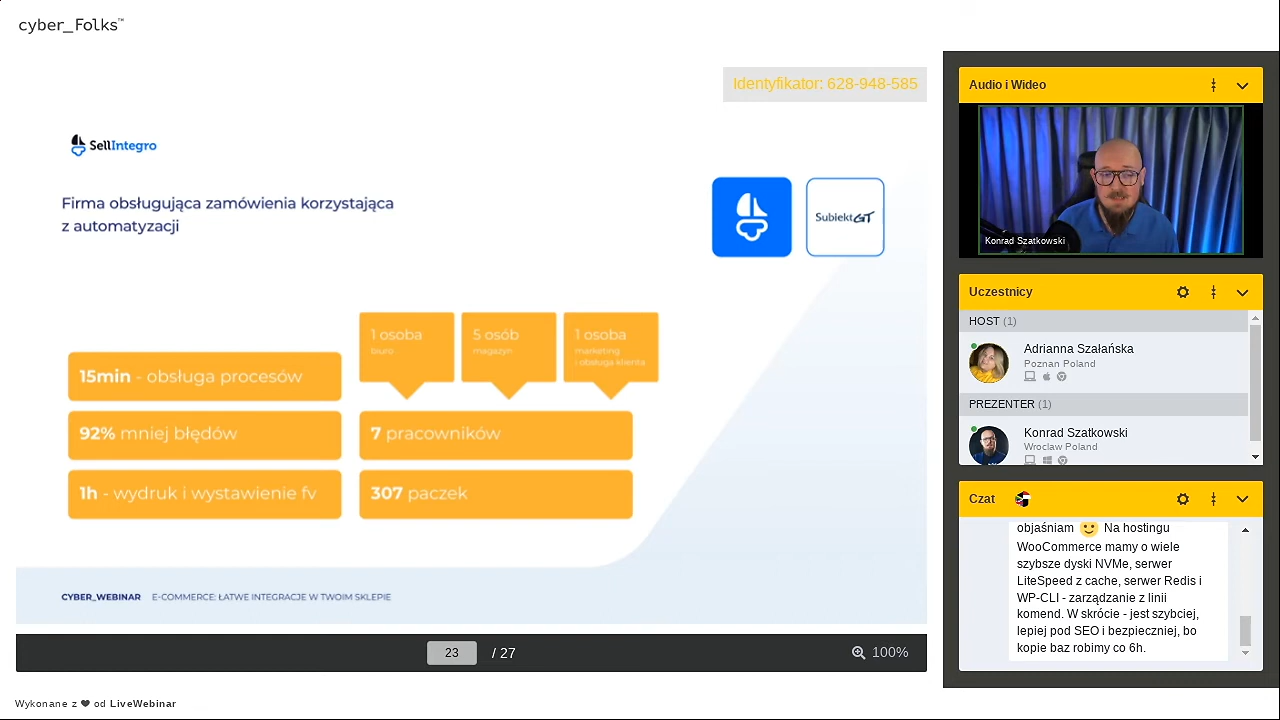 cyber_Folks™
Identyfikator: 628-948-585
SellIntegro
Firma obsługująca zamówienia korzystająca
z automatyzacji
Subiekt GT
1 osoba
biuro
5 osób
magazyn
1 osoba
marketing
i obsługa klienta
15min - obsługa procesów
92% mniej błędów
7 pracowników
1h - wydruk i wystawienie fv
307 paczek
CYBER_WEBINAR E-COMMERCE: ŁATWE INTEGRACJE W TWOIM SKLEPIE
23 / 27
100%
Wykonane z ❤ od LiveWebinar
Audio i Wideo
Konrad Szatkowski
Uczestnicy
HOST (1)
Adrianna Szałańska
Poznan Poland
PREZENTER (1)
Konrad Szatkowski
Wroclaw Poland
Czat
objaśniam 🙂 Na hostingu
WooCommerce mamy o wiele
szybsze dyski NVMe, serwer
LiteSpeed z cache, serwer Redis i
WP-CLI - zarządzanie z linii
komend. W skrócie - jest szybciej,
lepiej pod SEO i bezpieczniej, bo
kopie baz robimy co 6h.